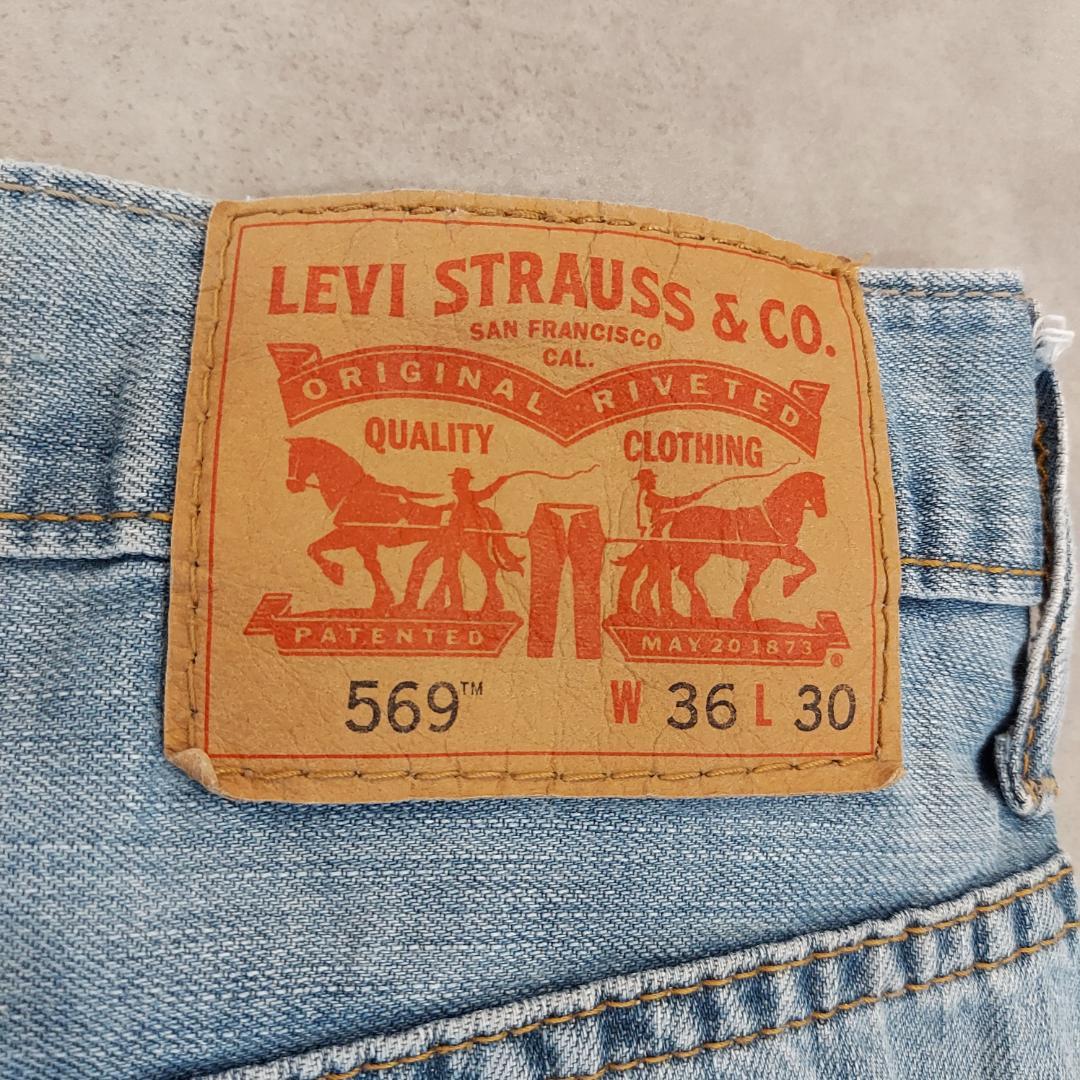 LEVI STRAUSS & CO.
SAN FRANCISCO
CAL.
ORIGINAL RIVETED
QUALITY CLOTHING
PATENTED MAY 20 1873 ®
569™ W 36 L 30